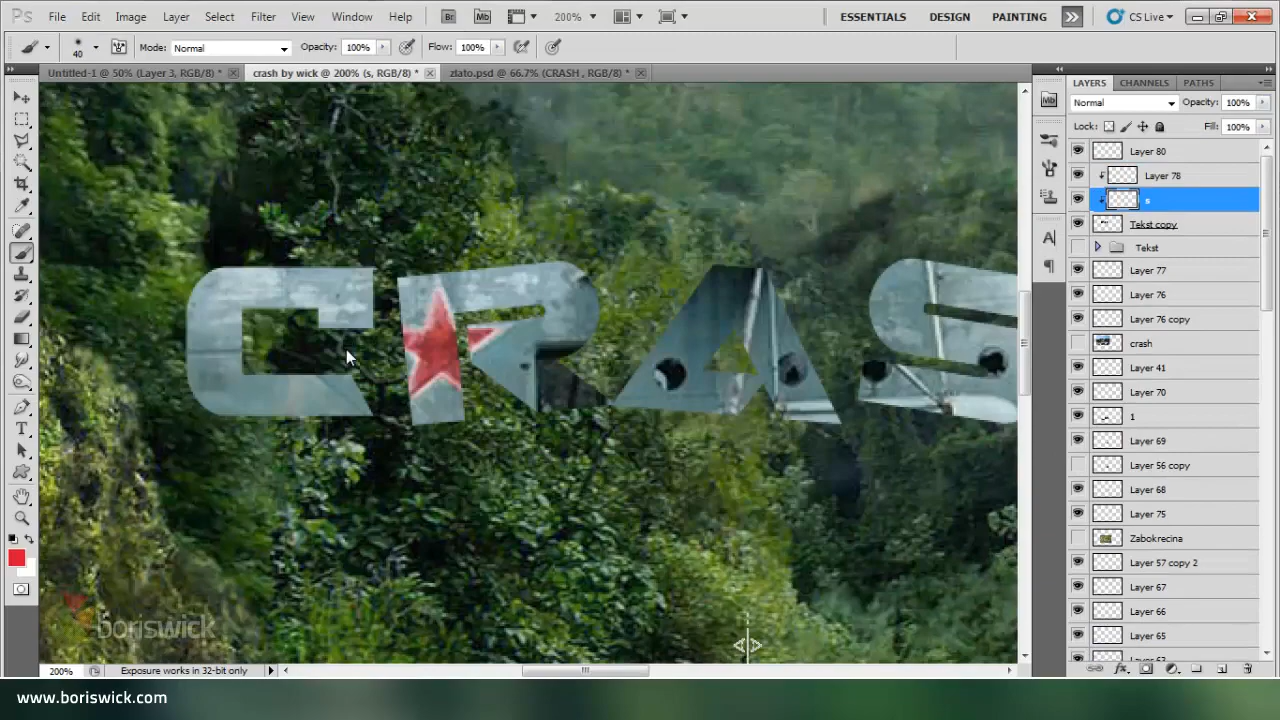 Ps File Edit Image Layer Select Filter View Window Help Br Mb 200% ESSENTIALS DESIGN PAINTING CS Live
40 Mode: Normal Opacity: 100% Flow: 100%
Untitled-1 @ 50% (Layer 3, RGB/8) * crash by wick @ 200% (s, RGB/8) * zlato.psd @ 66.7% (CRASH , RGB/8) *
LAYERS CHANNELS PATHS
Normal Opacity: 100%
Lock: Fill: 100%
Mb
Layer 80
Layer 78
s
Tekst copy
Tekst
Layer 77
Layer 76
Layer 76 copy
crash
Layer 41
Layer 70
1
Layer 69
Layer 56 copy
Layer 68
Layer 75
Zabokrecina
Layer 57 copy 2
Layer 67
Layer 66
Layer 65
CRAS
boriswick
200% Exposure works in 32-bit only
www.boriswick.com